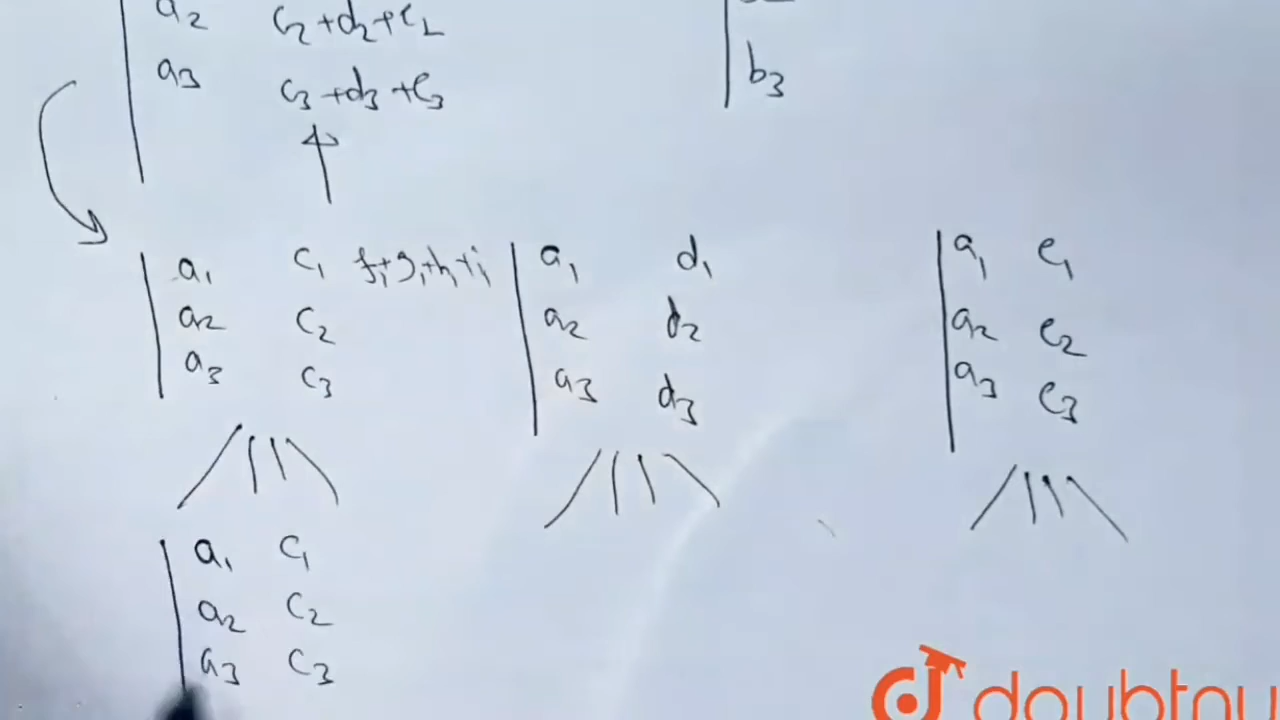 a2 c2+d2+e2
a3 c3+d3+e3
b3
a1 c1 f1+g1+h1+i1
a2 c2
a3 c3
a1 d1
a2 d2
a3 d3
a1 e1
a2 e2
a3 e3
a1 c1
a2 c2
a3 c3
doubtnu